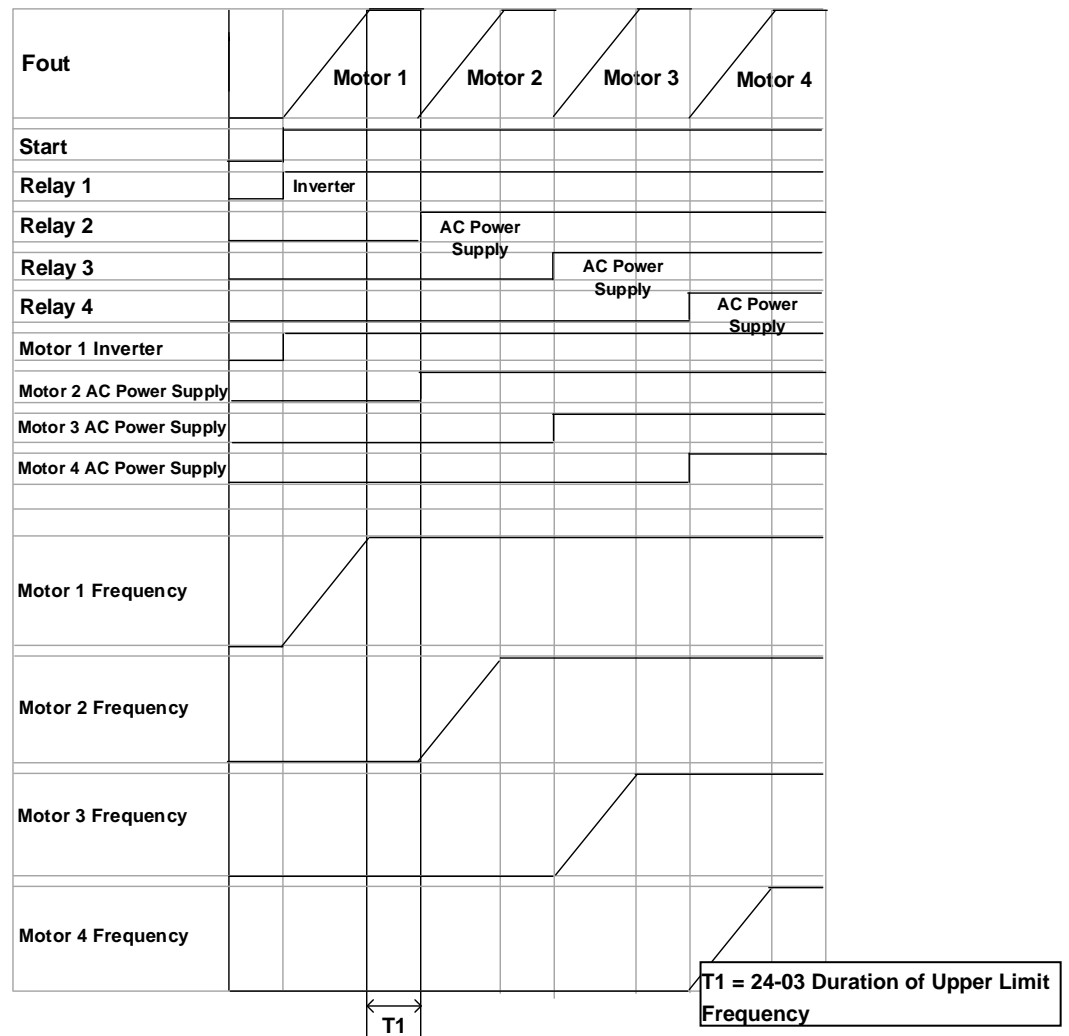 Fout
Motor 1
Motor 2
Motor 3
Motor 4
Start
Relay 1
Inverter
Relay 2
AC Power
Supply
Relay 3
AC Power
Supply
Relay 4
AC Power
Supply
Motor 1 Inverter
Motor 2 AC Power Supply
Motor 3 AC Power Supply
Motor 4 AC Power Supply
Motor 1 Frequency
Motor 2 Frequency
Motor 3 Frequency
Motor 4 Frequency
T1 = 24-03 Duration of Upper Limit
Frequency
T1